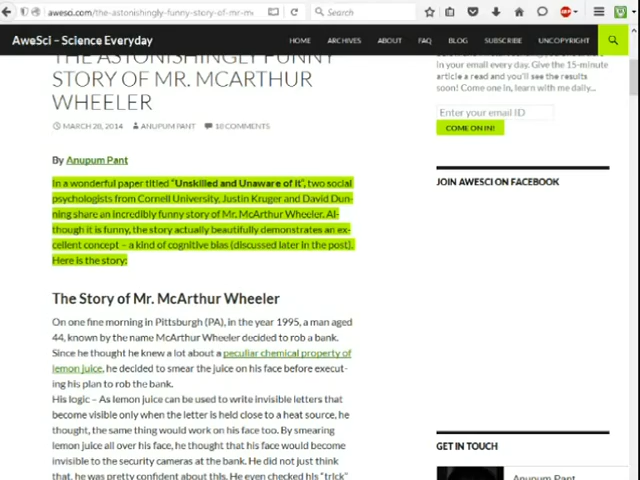 awesci.com/the-astonishingly-funny-story-of-mr-m
Search
AweSci – Science Everyday
HOME
ARCHIVES
ABOUT
FAQ
BLOG
SUBSCRIBE
UNCOPYRIGHT
THE ASTONISHINGLY FUNNY
STORY OF MR. MCARTHUR
WHEELER
MARCH 28, 2014
ANUPUM PANT
18 COMMENTS
By Anupum Pant
In a wonderful paper titled "Unskilled and Unaware of it", two social
psychologists from Cornell University, Justin Kruger and David Dun-
ning share an incredibly funny story of Mr. McArthur Wheeler. Al-
though it is funny, the story actually beautifully demonstrates an ex-
cellent concept – a kind of cognitive bias (discussed later in the post).
Here is the story:
The Story of Mr. McArthur Wheeler
On one fine morning in Pittsburgh (PA), in the year 1995, a man aged
44, known by the name McArthur Wheeler decided to rob a bank.
Since he thought he knew a lot about a peculiar chemical property of
lemon juice, he decided to smear the juice on his face before execut-
ing his plan to rob the bank.
His logic – As lemon juice can be used to write invisible letters that
become visible only when the letter is held close to a heat source, he
thought, the same thing would work on his face too. By smearing
lemon juice all over his face, he thought that his face would become
invisible to the security cameras at the bank. He did not just think
that, he was pretty confident about this. He even checked his "trick"
in your email every day. Give the 15-minute
article a read and you'll see the results
soon! Come one in, learn with me daily...
Enter your email ID
COME ON IN!
JOIN AWESCI ON FACEBOOK
GET IN TOUCH
Anupum Pant